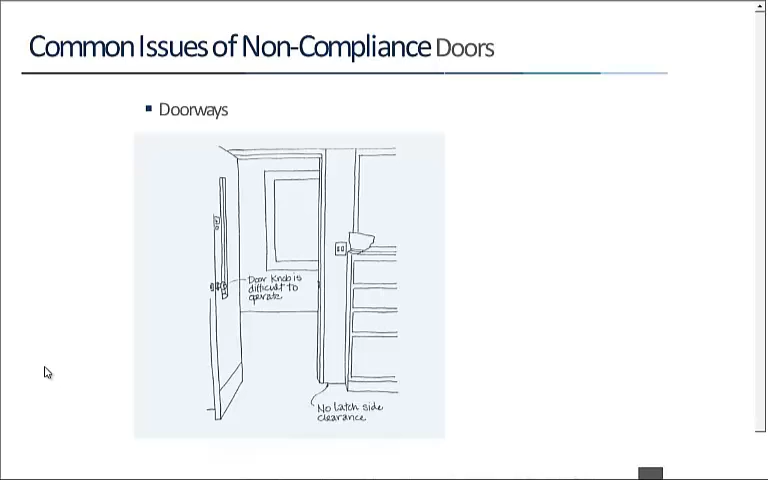 Common Issues of Non-Compliance Doors
Doorways
Door Knob is
difficult to
operate
No Latch side
clearance